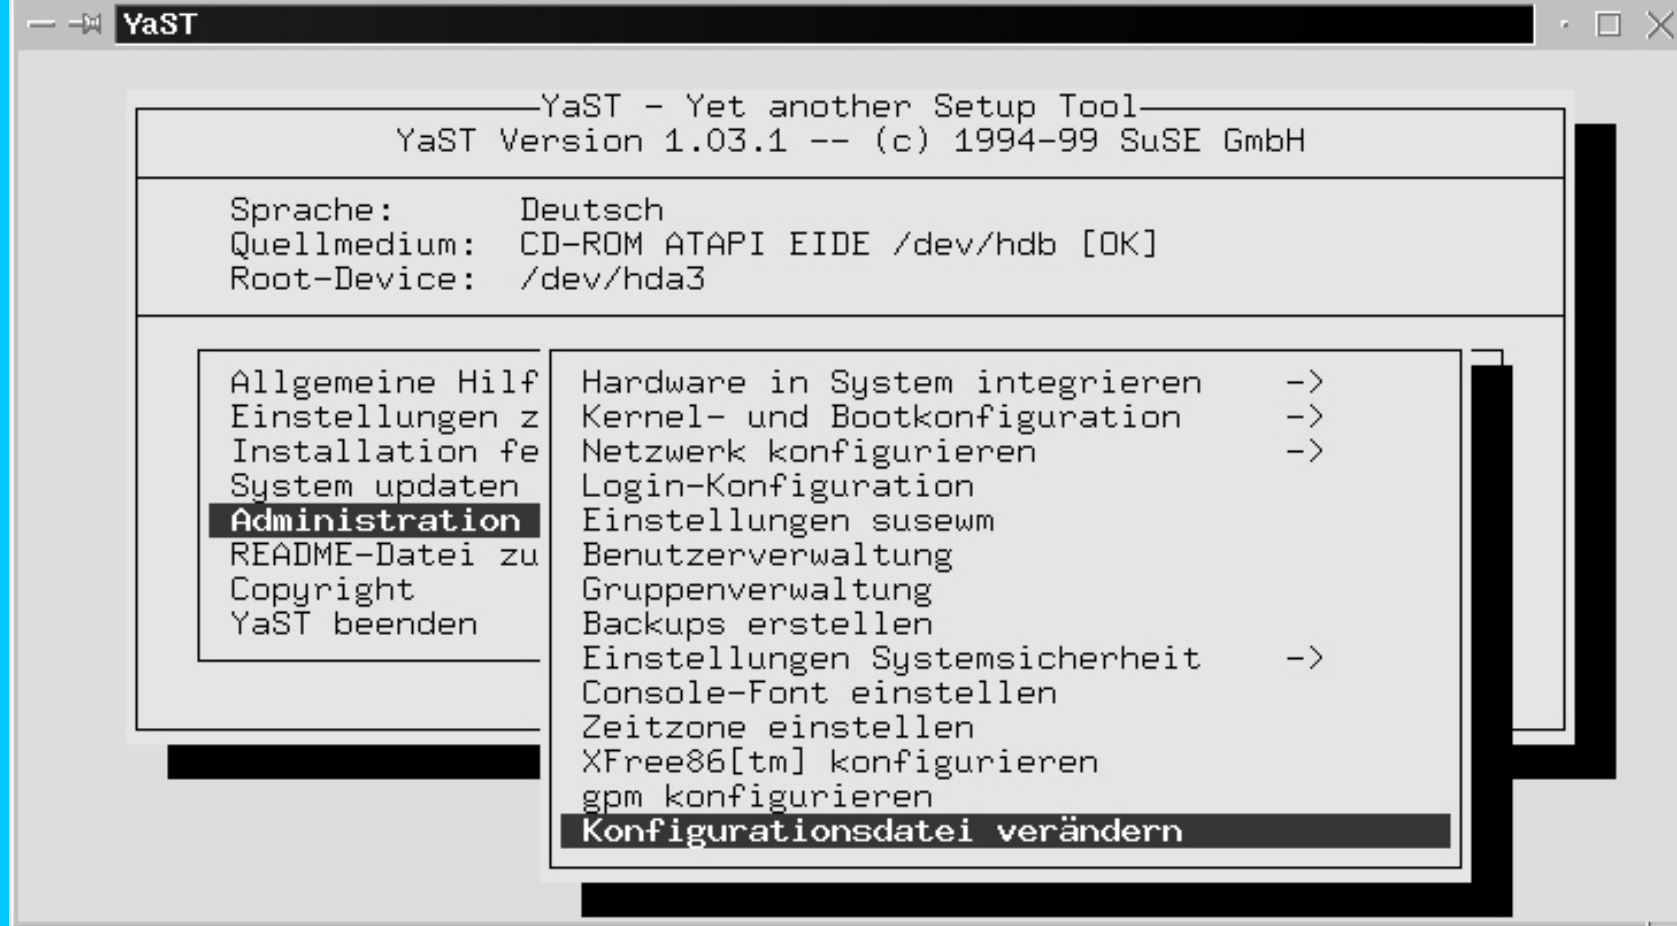 YaST
YaST - Yet another Setup Tool
YaST Version 1.03.1 -- (c) 1994-99 SuSE GmbH
Sprache: Deutsch
Quellmedium: CD-ROM ATAPI EIDE /dev/hdb [OK]
Root-Device: /dev/hda3
Allgemeine Hilf
Einstellungen z
Installation fe
System updaten
Administration
README-Datei zu
Copyright
YaST beenden
Hardware in System integrieren ->
Kernel- und Bootkonfiguration ->
Netzwerk konfigurieren ->
Login-Konfiguration
Einstellungen susewm
Benutzerverwaltung
Gruppenverwaltung
Backups erstellen
Einstellungen Systemsicherheit ->
Console-Font einstellen
Zeitzone einstellen
XFree86[tm] konfigurieren
gpm konfigurieren
Konfigurationsdatei verändern